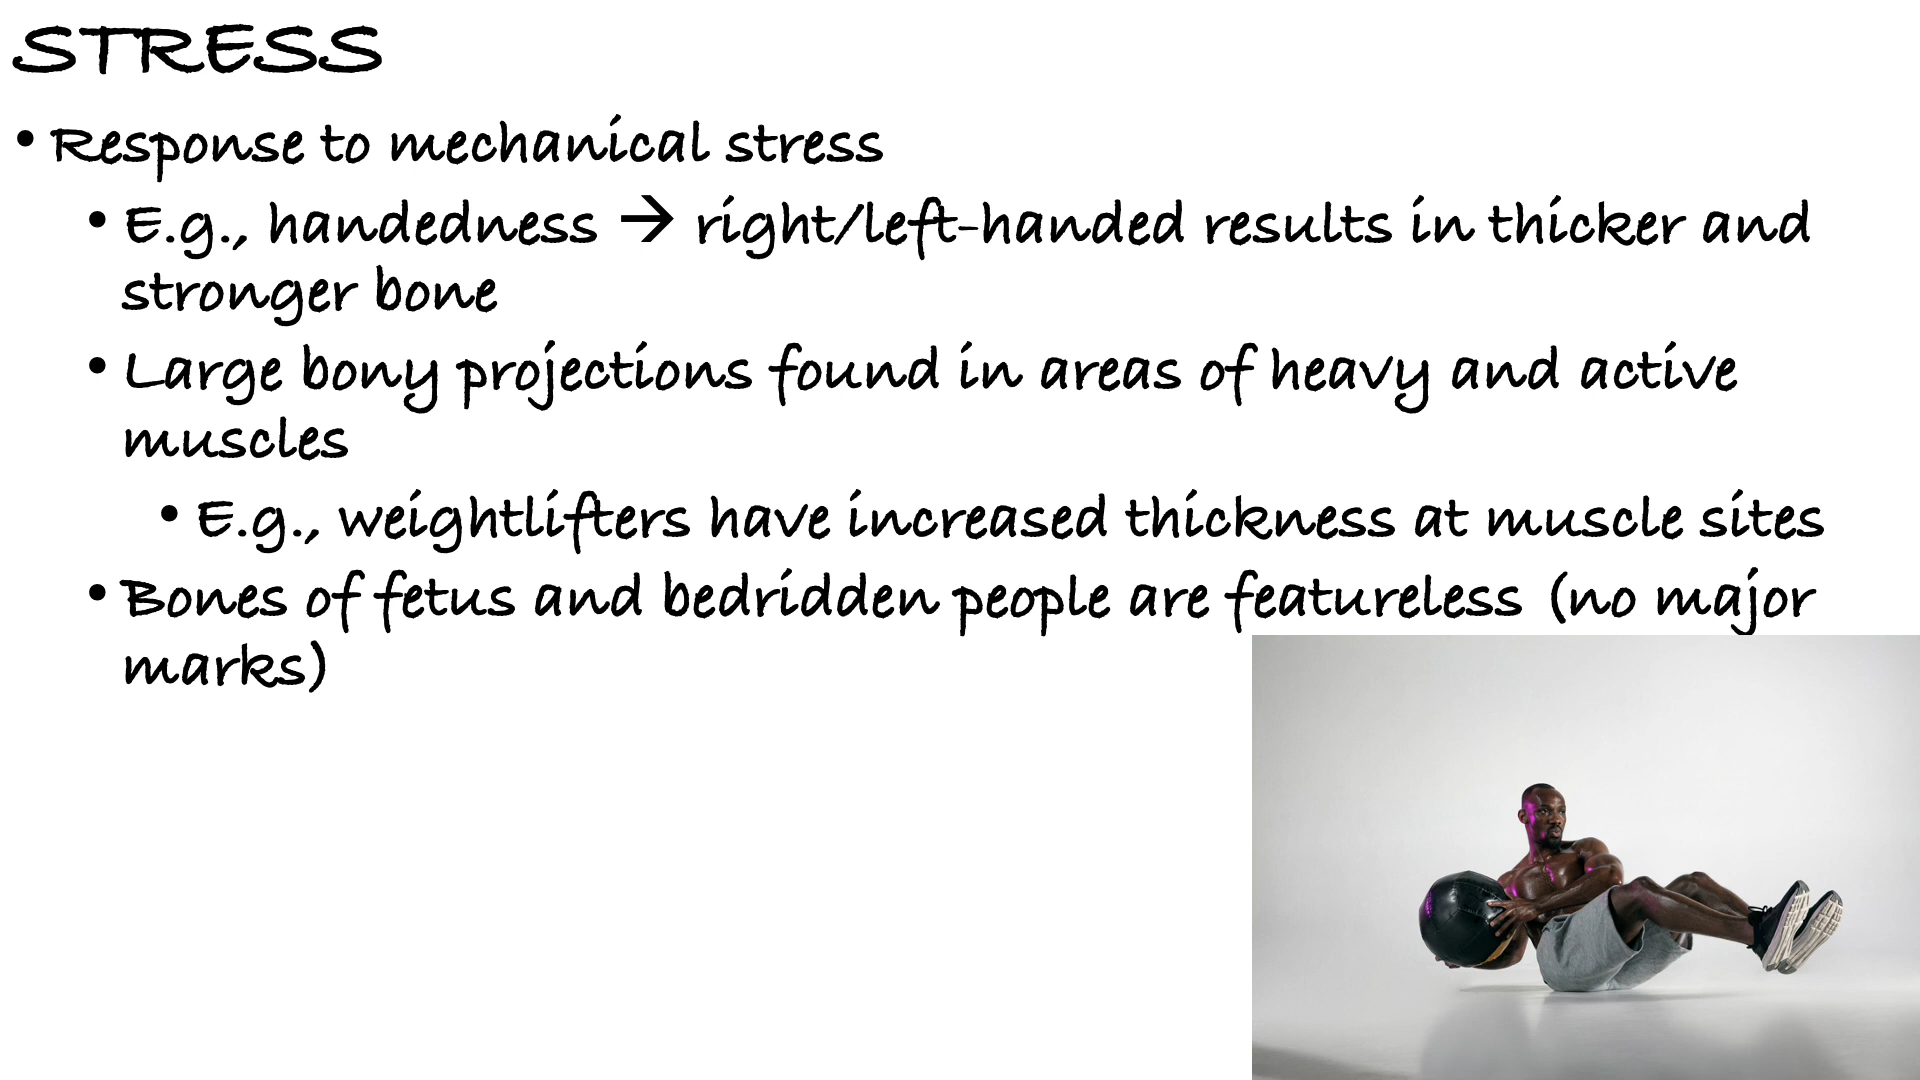 STRESS
• Response to mechanical stress
• E.g., handedness → right/left-handed results in thicker and
stronger bone
• Large bony projections found in areas of heavy and active
muscles
• E.g., weightlifters have increased thickness at muscle sites
• Bones of fetus and bedridden people are featureless (no major
marks)